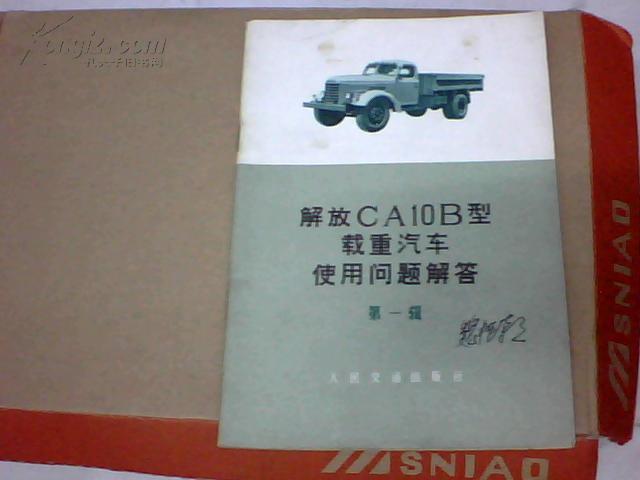 Kongfz.com
孔夫子旧书网
解放CA10B型
载重汽车
使用问题解答
第一辑
人民交通出版社
SNIAO
SNIAO